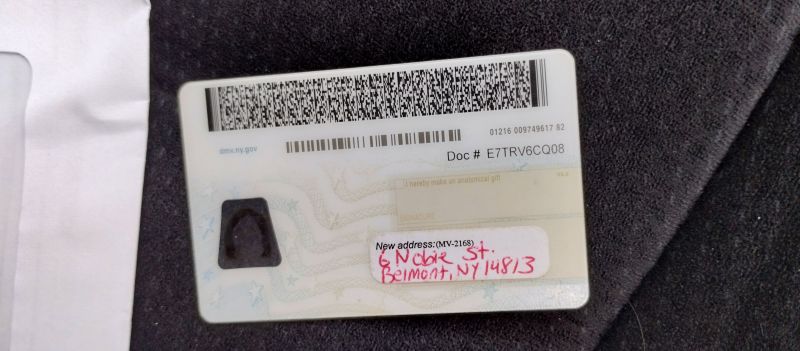 dmv.ny.gov
01216 009749617 82
Doc # E7TRV6CQ08
I hereby make an anatomical gift
SIGNATURE
New address:(MV-2168)
6 Noble St.
Belmont, NY 14813